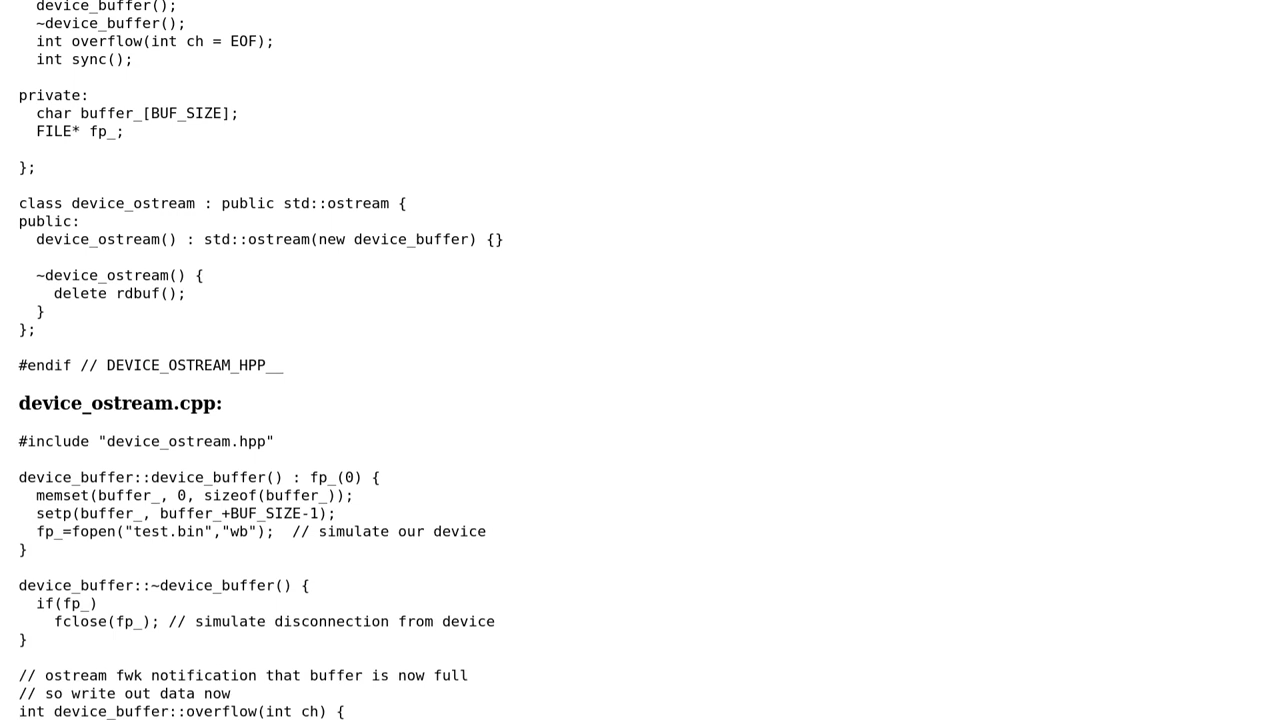 device_buffer();
~device_buffer();
int overflow(int ch = EOF);
int sync();
private:
char buffer_[BUF_SIZE];
FILE* fp_;
};
class device_ostream : public std::ostream {
public:
device_ostream() : std::ostream(new device_buffer) {}
~device_ostream() {
delete rdbuf();
}
};
#endif // DEVICE_OSTREAM_HPP__
device_ostream.cpp:
#include "device_ostream.hpp"
device_buffer::device_buffer() : fp_(0) {
memset(buffer_, 0, sizeof(buffer_));
setp(buffer_, buffer_+BUF_SIZE-1);
fp_=fopen("test.bin","wb");  // simulate our device
}
device_buffer::~device_buffer() {
if(fp_)
fclose(fp_); // simulate disconnection from device
}
// ostream fwk notification that buffer is now full
// so write out data now
int device_buffer::overflow(int ch) {